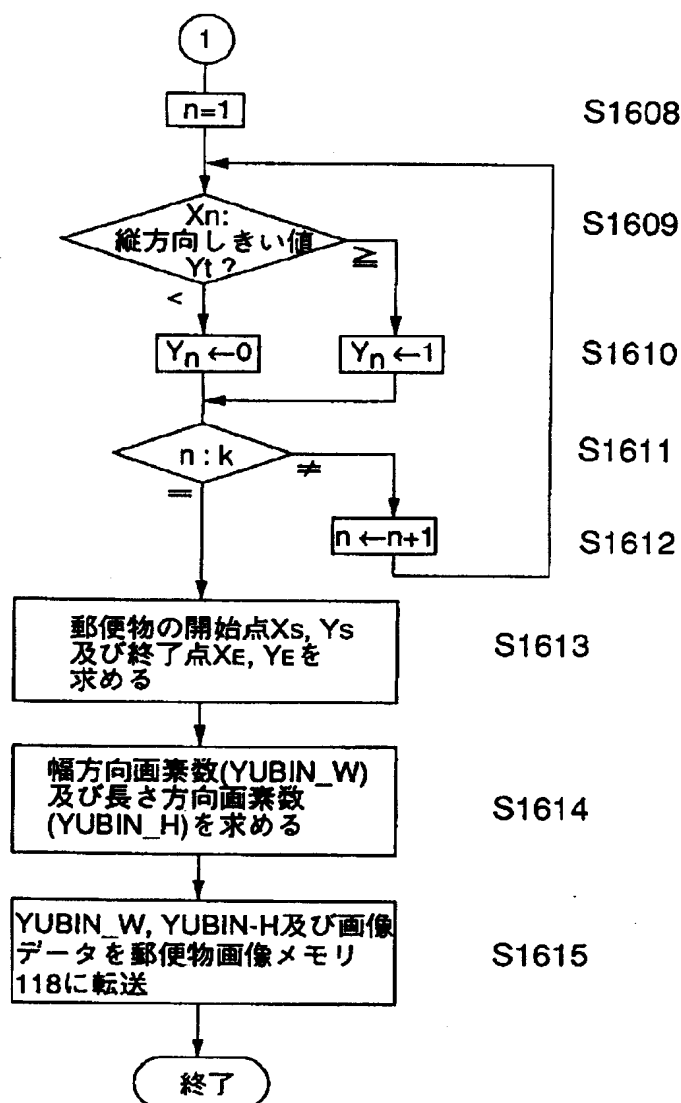 1
n=1
S1608
Xn:
縦方向しきい値
Yt ?
S1609
≧
<
Yn ←0
Yn ←1
S1610
n : k
S1611
≠
=
n ←n+1
S1612
郵便物の開始点XS, YS
及び終了点XE, YEを
求める
S1613
幅方向画素数(YUBIN_W)
及び長さ方向画素数
(YUBIN_H)を求める
S1614
YUBIN_W, YUBIN-H及び画像
データを郵便物画像メモリ
118に転送
S1615
終了